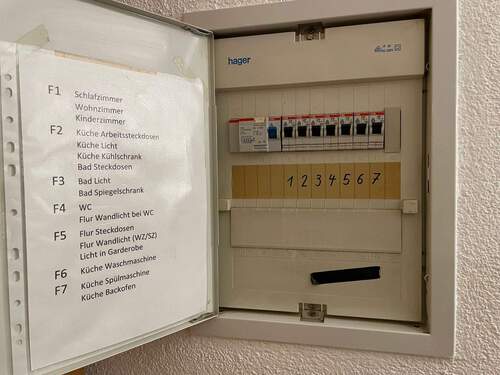 F1 Schlafzimmer
Wohnzimmer
Kinderzimmer
F2 Küche Arbeitssteckdosen
Küche Licht
Küche Kühlschrank
Bad Steckdosen
F3 Bad Licht
Bad Spiegelschrank
F4 WC
Flur Wandlicht bei WC
F5 Flur Steckdosen
Flur Wandlicht (WZ/SZ)
Licht in Garderobe
F6 Küche Waschmaschine
F7 Küche Spülmaschine
Küche Backofen
hager
1 2 3 4 5 6 7